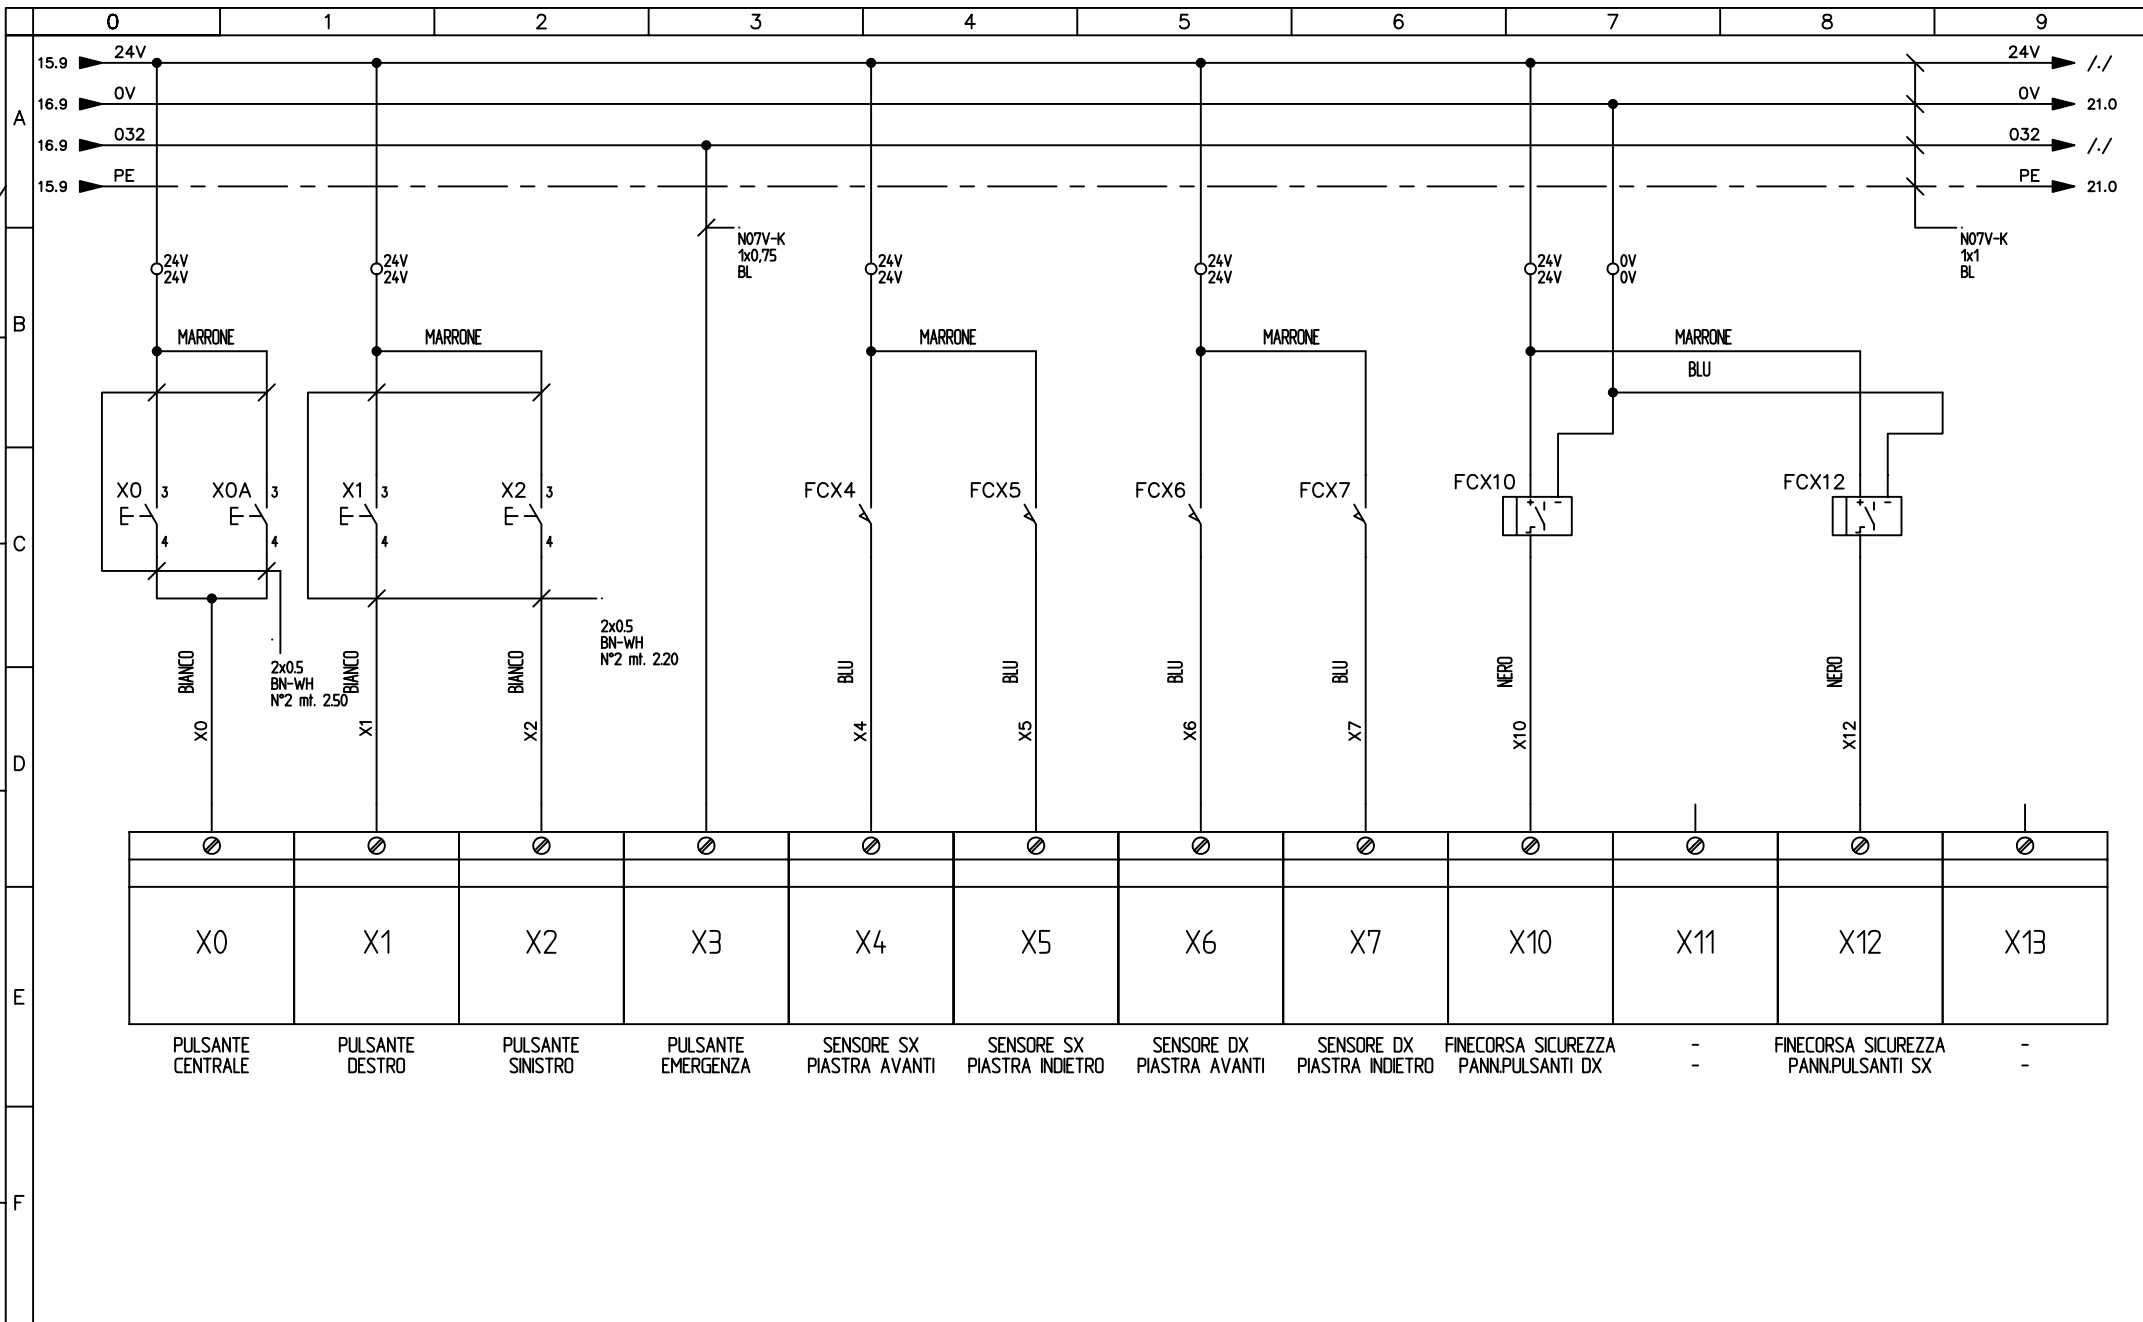 0 1 2 3 4 5 6 7 8 9
15.9 24V 24V /./
16.9 0V 0V 21.0
A
16.9 032 032 /./
15.9 PE PE 21.0
N07V-K
1x0,75
BL
N07V-K
1x1
BL
24V 24V 24V 24V 24V 0V
24V 24V 24V 24V 24V 0V
B
MARRONE MARRONE MARRONE MARRONE MARRONE
BLU
X0 3 X0A 3 X1 3 X2 3 FCX4 FCX5 FCX6 FCX7 FCX10 FCX12
+ - + -
4 4 4 4
C
2x0.5
BN-WH
N°2 mt. 2.20
2x0.5
BN-WH
N°2 mt. 2.50
BIANCO BIANCO BIANCO BLU BLU BLU BLU NERO NERO
X0 X1 X2 X4 X5 X6 X7 X10 X12
D
X0 X1 X2 X3 X4 X5 X6 X7 X10 X11 X12 X13
E
PULSANTE PULSANTE PULSANTE PULSANTE SENSORE SX SENSORE SX SENSORE DX SENSORE DX FINECORSA SICUREZZA - FINECORSA SICUREZZA -
CENTRALE DESTRO SINISTRO EMERGENZA PIASTRA AVANTI PIASTRA INDIETRO PIASTRA AVANTI PIASTRA INDIETRO PANN.PULSANTI DX - PANN.PULSANTI SX -
F